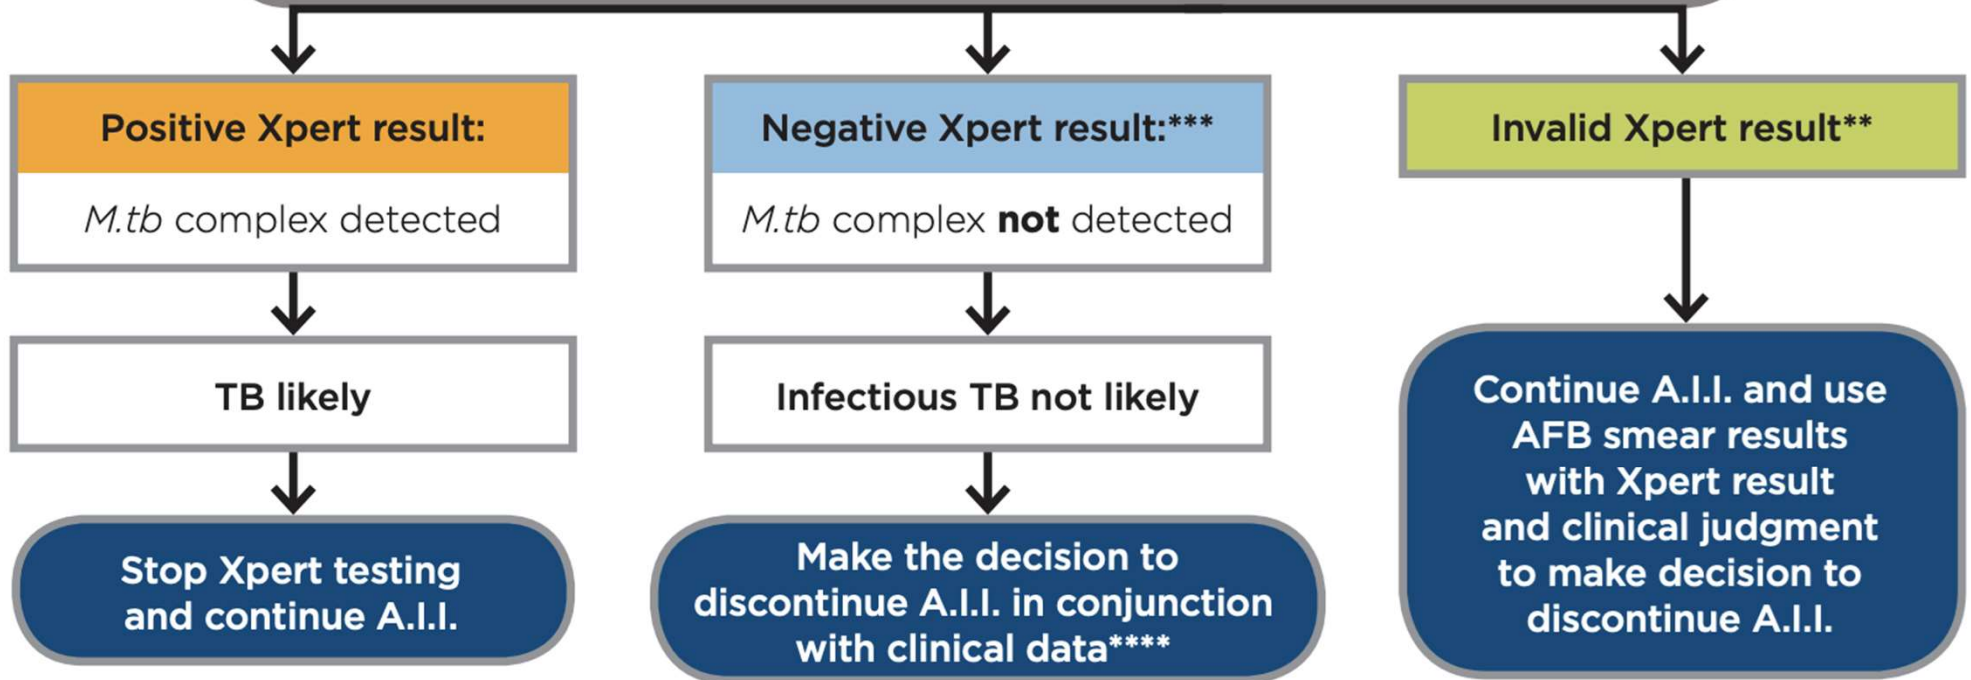 Positive Xpert result:
M.tb complex detected
TB likely
Stop Xpert testing
and continue A.I.I.
Negative Xpert result:***
M.tb complex not detected
Infectious TB not likely
Make the decision to
discontinue A.I.I. in conjunction
with clinical data****
Invalid Xpert result**
Continue A.I.I. and use
AFB smear results
with Xpert result
and clinical judgment
to make decision to
discontinue A.I.I.